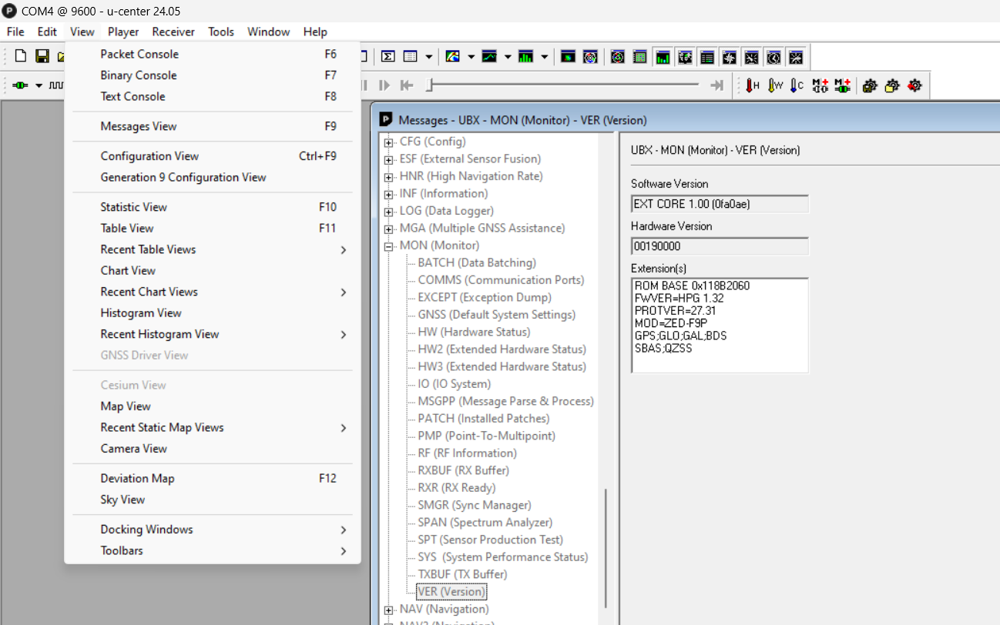 COM4 @ 9600 - u-center 24.05
File Edit View Player Receiver Tools Window Help
Packet Console F6
Binary Console F7
Text Console F8
Messages View F9
Configuration View Ctrl+F9
Generation 9 Configuration View
Statistic View F10
Table View F11
Recent Table Views
Chart View
Recent Chart Views
Histogram View
Recent Histogram View
GNSS Driver View
Cesium View
Map View
Recent Static Map Views
Camera View
Deviation Map F12
Sky View
Docking Windows
Toolbars
H W C
Messages - UBX - MON (Monitor) - VER (Version)
CFG (Config)
ESF (External Sensor Fusion)
HNR (High Navigation Rate)
INF (Information)
LOG (Data Logger)
MGA (Multiple GNSS Assistance)
MON (Monitor)
BATCH (Data Batching)
COMMS (Communication Ports)
EXCEPT (Exception Dump)
GNSS (Default System Settings)
HW (Hardware Status)
HW2 (Extended Hardware Status)
HW3 (Extended Hardware Status)
IO (IO System)
MSGPP (Message Parse & Process)
PATCH (Installed Patches)
PMP (Point-To-Multipoint)
RF (RF Information)
RXBUF (RX Buffer)
RXR (RX Ready)
SMGR (Sync Manager)
SPAN (Spectrum Analyzer)
SPT (Sensor Production Test)
SYS (System Performance Status)
TXBUF (TX Buffer)
VER (Version)
NAV (Navigation)
UBX - MON (Monitor) - VER (Version)
Software Version
EXT CORE 1.00 (0fa0ae)
Hardware Version
00190000
Extension(s)
ROM BASE 0x118B2060
FWVER=HPG 1.32
PROTVER=27.31
MOD=ZED-F9P
GPS;GLO;GAL;BDS
SBAS;QZSS